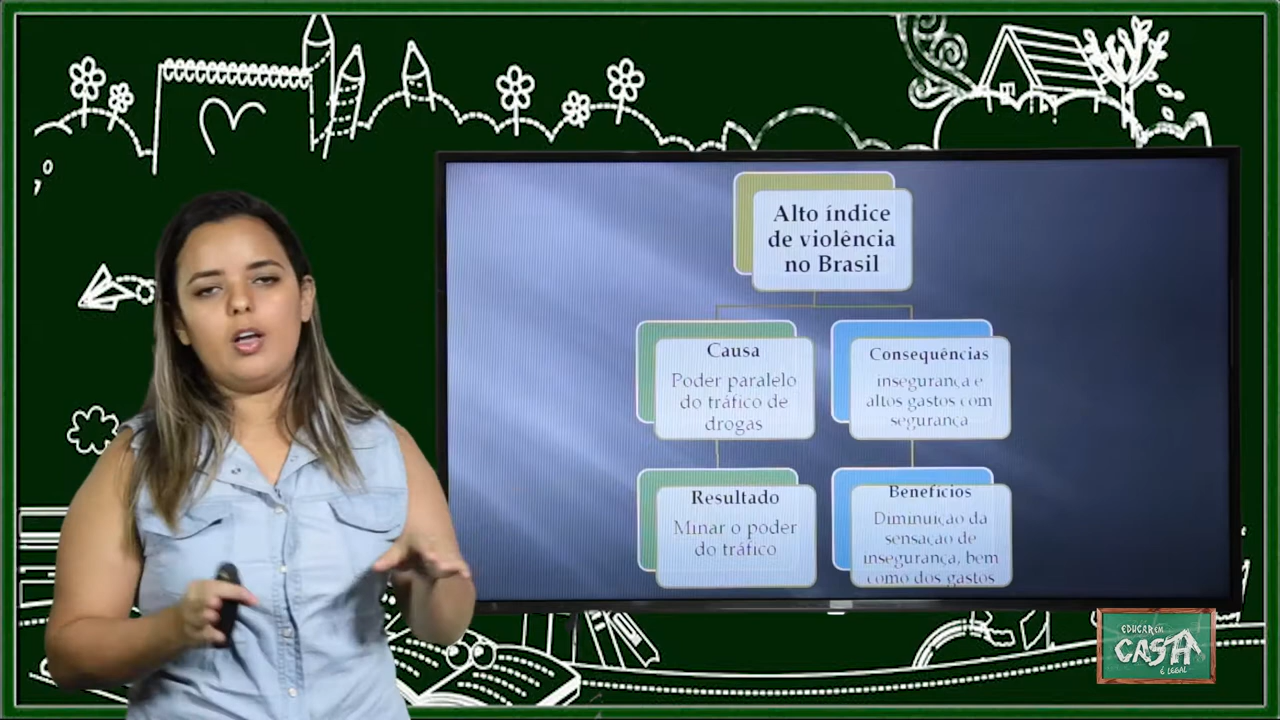 Alto índice
de violência
no Brasil
Causa
Poder paralelo
do tráfico de
drogas
Consequências
insegurança e
altos gastos com
segurança
Resultado
Minar o poder
do tráfico
Benefícios
Diminuição da
sensação de
insegurança, bem
como dos gastos
EDUCAR EM
CASA
É LEGAL